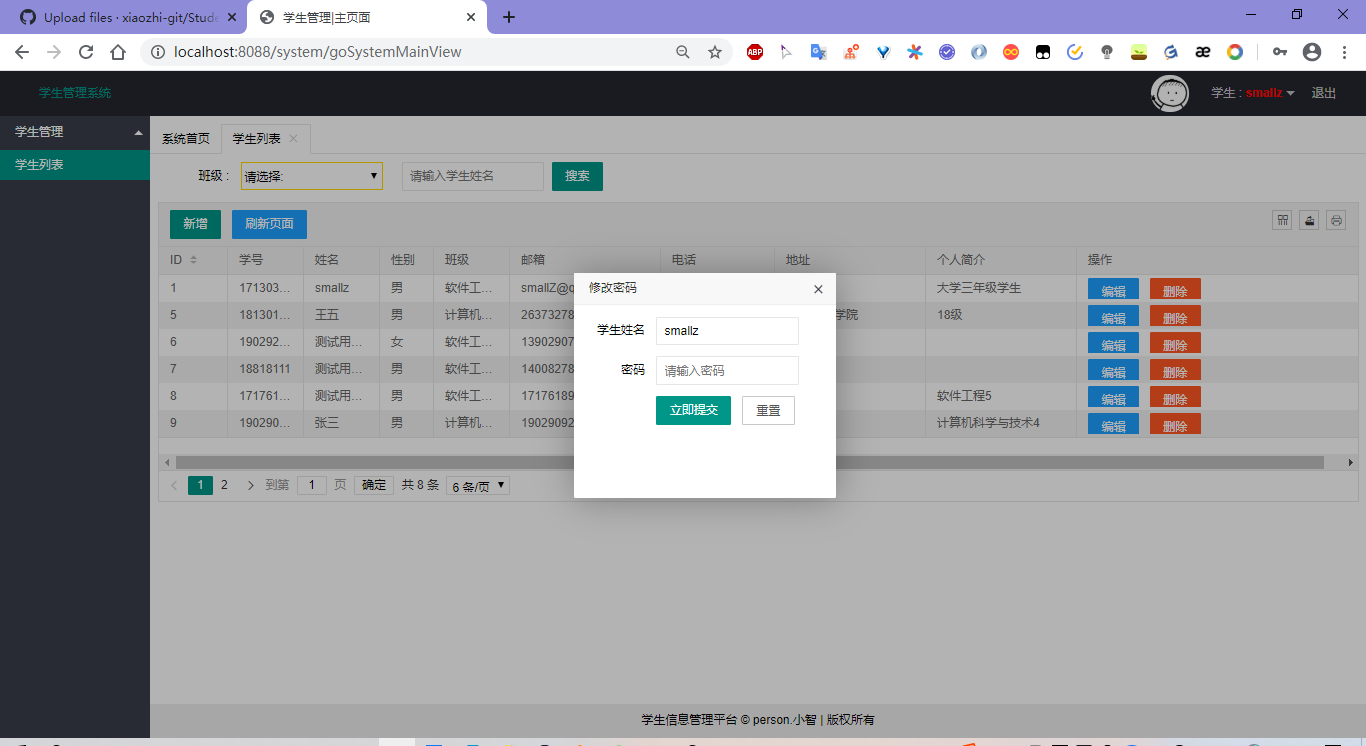 Upload files · xiaozhi-git/Stude
学生管理|主页面
localhost:8088/system/goSystemMainView
ABP
学生管理系统
学生 : smallz
退出
学生管理
学生列表
系统首页
学生列表
班级 :
请选择:
请输入学生姓名
搜索
新增
刷新页面
ID 学号 姓名 性别 班级 邮箱 电话 地址 个人简介 操作
1 171303... smallz 男 软件工... smallZ@q 大学三年级学生 编辑 删除
5 181301... 王五 男 计算机... 26373278 学院 18级 编辑 删除
6 190292... 测试用... 女 软件工... 13902907 编辑 删除
7 18818111 测试用... 男 软件工... 14008278 编辑 删除
8 171761... 测试用... 男 软件工... 17176189 软件工程5 编辑 删除
9 190290... 张三 男 计算机... 19029092 计算机科学与技术4 编辑 删除
修改密码
学生姓名 smallz
密码 请输入密码
立即提交 重置
1 2 到第 1 页 确定 共 8 条 6 条/页
学生信息管理平台 © person.小智 | 版权所有